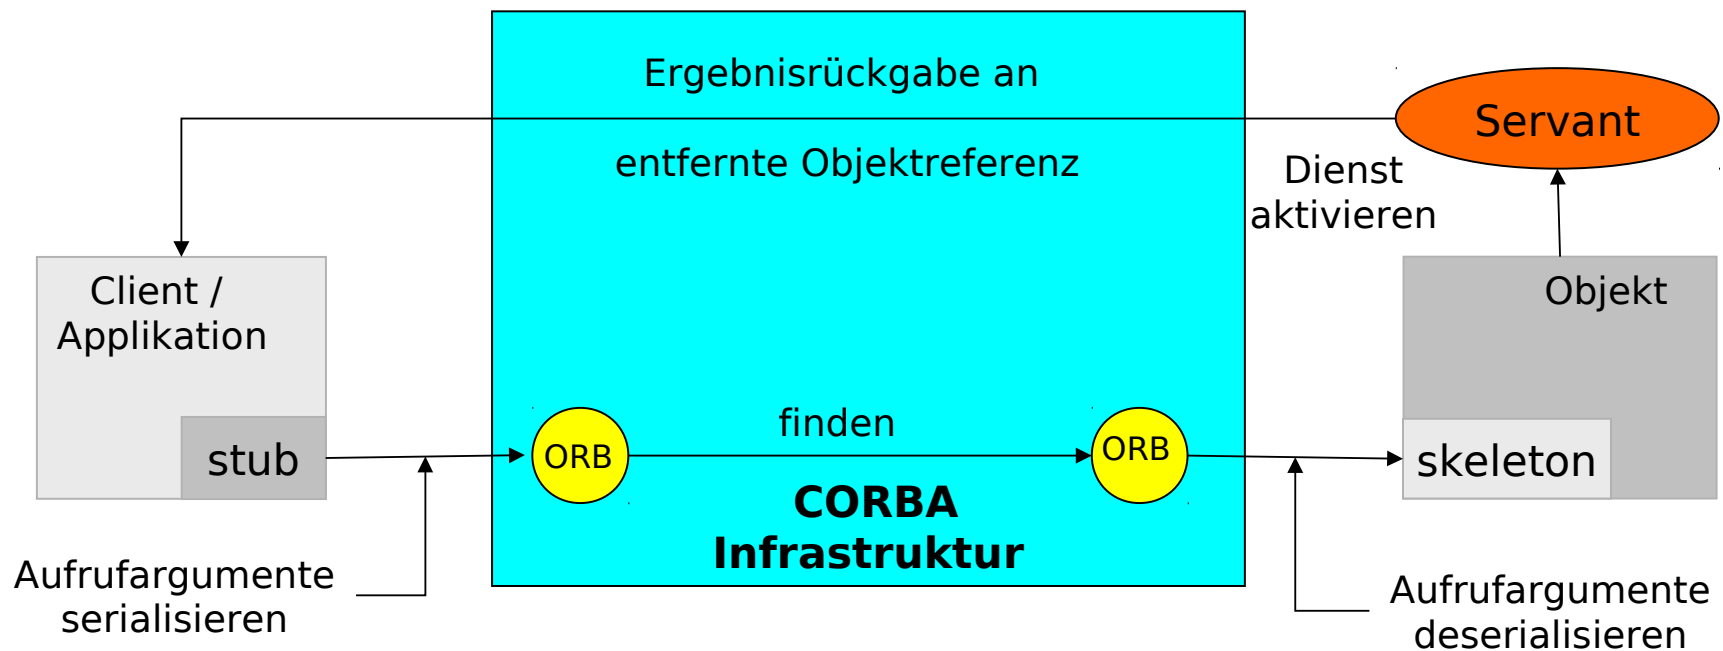 Ergebnisrückgabe an
entfernte Objektreferenz
Servant
Dienst
aktivieren
Client /
Applikation
stub
Objekt
skeleton
ORB
finden
ORB
CORBA
Infrastruktur
Aufrufargumente
serialisieren
Aufrufargumente
deserialisieren